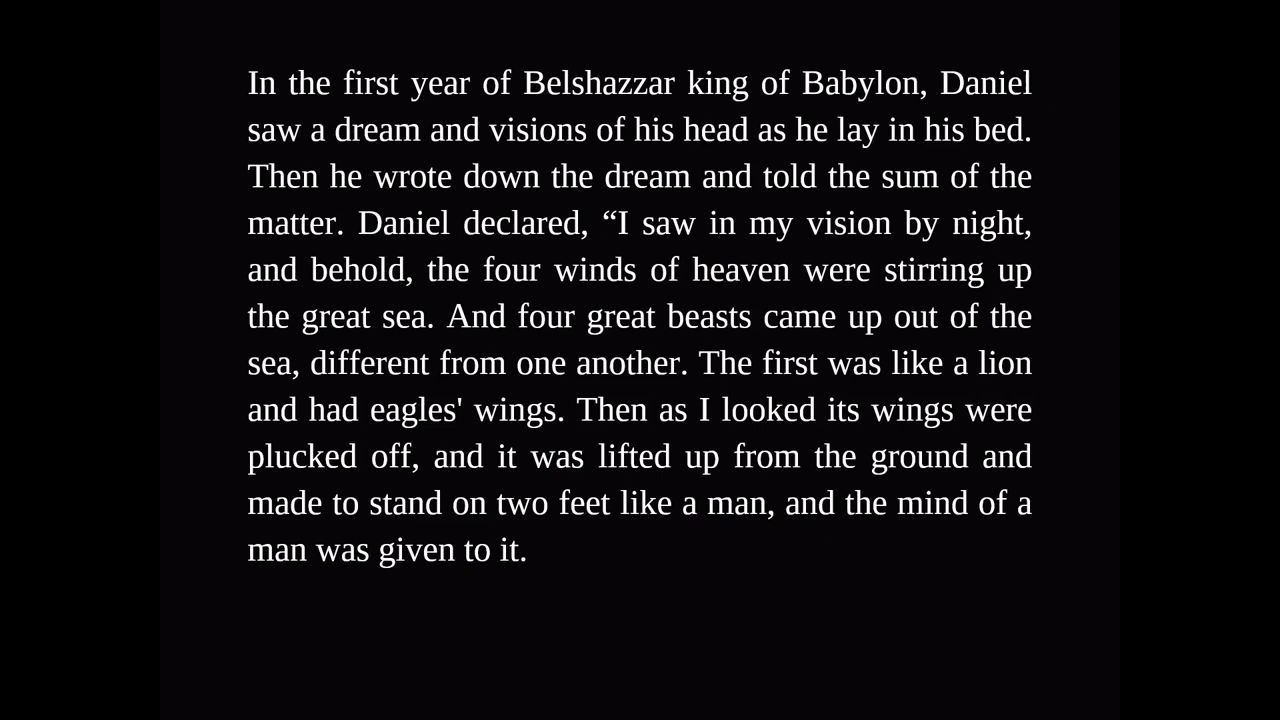 In the first year of Belshazzar king of Babylon, Daniel
saw a dream and visions of his head as he lay in his bed.
Then he wrote down the dream and told the sum of the
matter. Daniel declared, “I saw in my vision by night,
and behold, the four winds of heaven were stirring up
the great sea. And four great beasts came up out of the
sea, different from one another. The first was like a lion
and had eagles' wings. Then as I looked its wings were
plucked off, and it was lifted up from the ground and
made to stand on two feet like a man, and the mind of a
man was given to it.